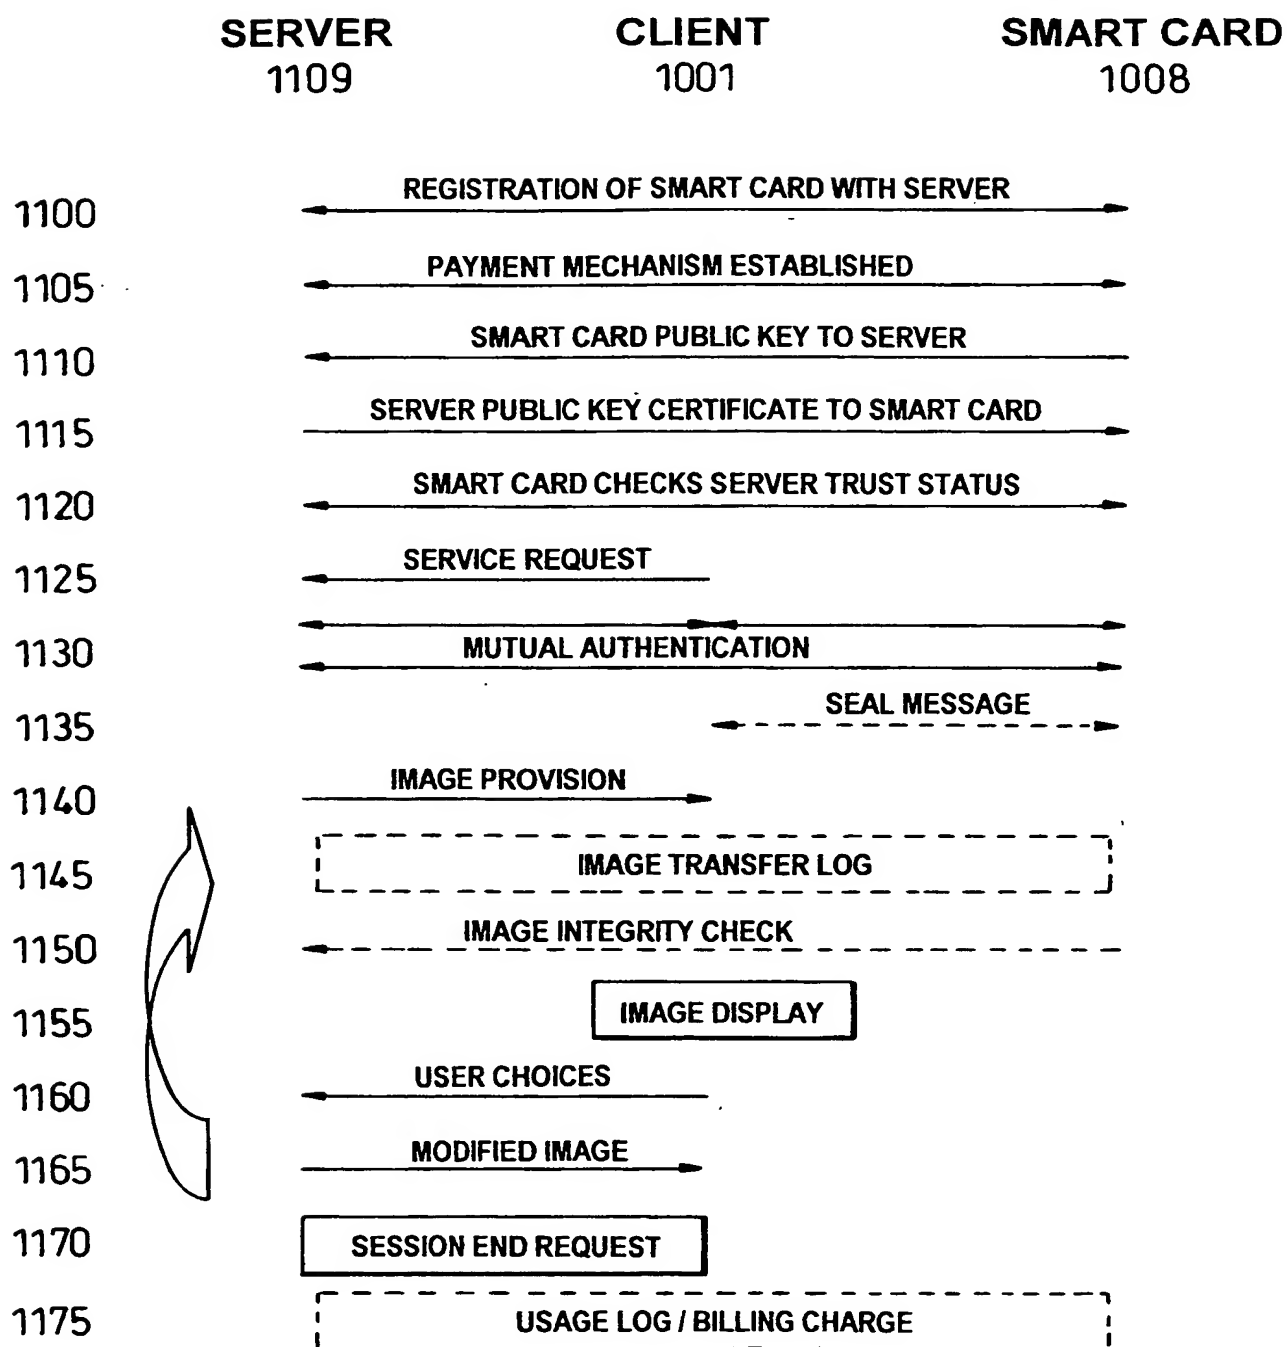 SERVER CLIENT SMART CARD
1109 1001 1008
1100 REGISTRATION OF SMART CARD WITH SERVER
1105 PAYMENT MECHANISM ESTABLISHED
1110 SMART CARD PUBLIC KEY TO SERVER
1115 SERVER PUBLIC KEY CERTIFICATE TO SMART CARD
1120 SMART CARD CHECKS SERVER TRUST STATUS
1125 SERVICE REQUEST
1130 MUTUAL AUTHENTICATION
1135 SEAL MESSAGE
1140 IMAGE PROVISION
1145 IMAGE TRANSFER LOG
1150 IMAGE INTEGRITY CHECK
1155 IMAGE DISPLAY
1160 USER CHOICES
1165 MODIFIED IMAGE
1170 SESSION END REQUEST
1175 USAGE LOG / BILLING CHARGE